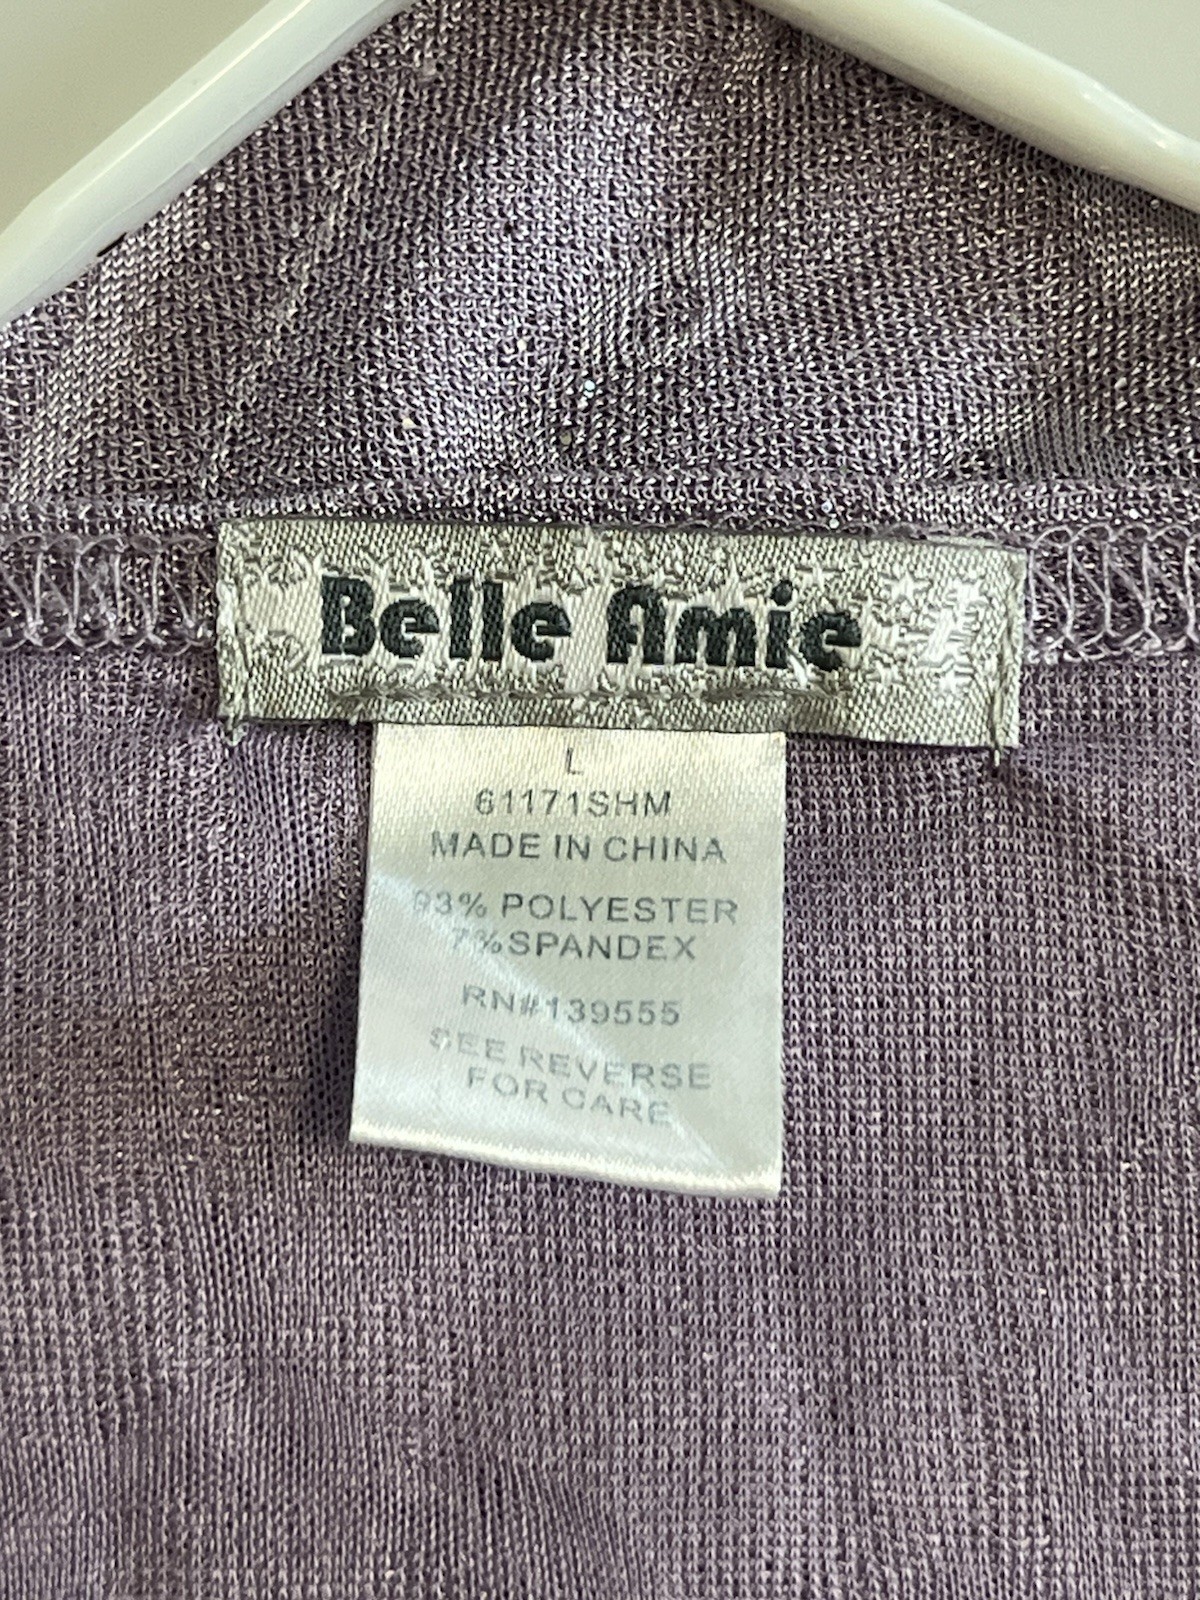 Belle Amie
L
61171SHM
MADE IN CHINA
93% POLYESTER
7%SPANDEX
RN#139555
SEE REVERSE
FOR CARE